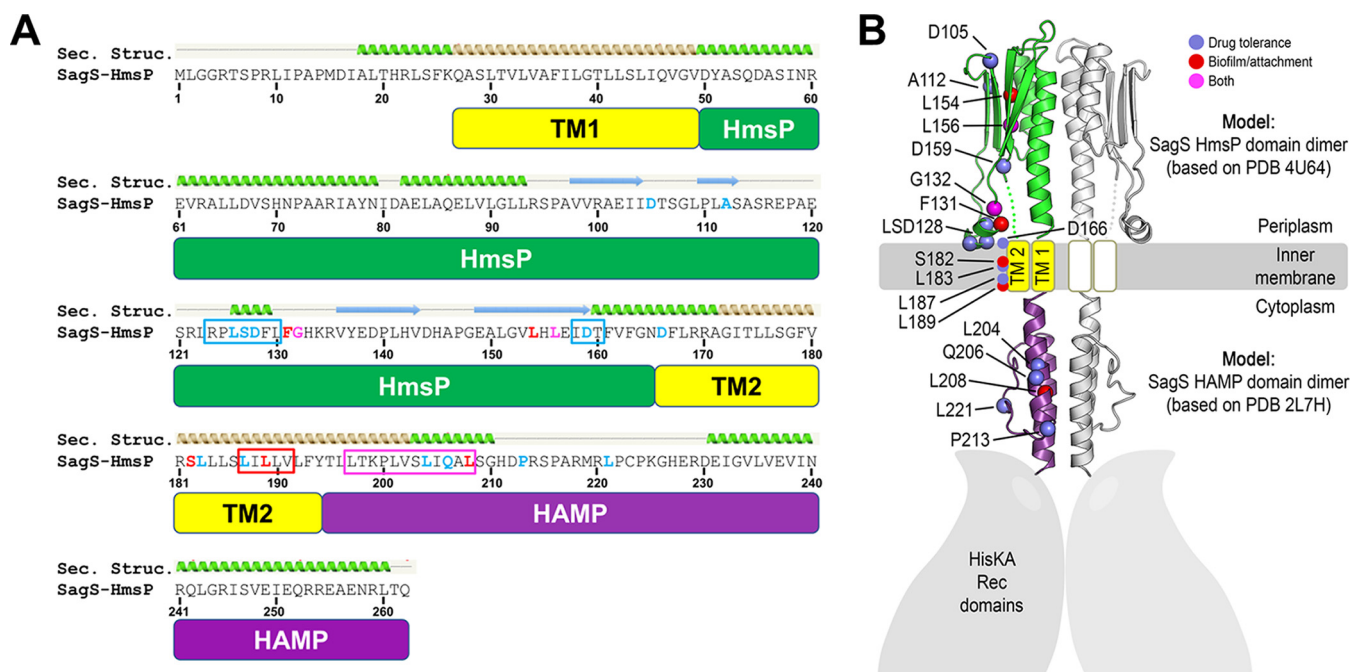 A
Sec. Struc.
SagS-HmsP MLGGRTSPRLIPAPMDIALTHRLSFKQASLTVLVAFILGTLLSLIQVGVDYASQDASINR
1 10 20 30 40 50 60
TM1 HmsP
Sec. Struc.
SagS-HmsP EVRALLDVSHNPAARIAYNIDAELAQELVLGLLRSPAVVRAEIIDTSGLPLASASREPAE
61 70 80 90 100 110 120
HmsP
Sec. Struc.
SagS-HmsP SRIRPLSDFLFGHKRVYEDPLHVDHAPGEALGVLHLEIDTFVFGNDFLRRAGITLLSGFV
121 130 140 150 160 170 180
HmsP TM2
Sec. Struc.
SagS-HmsP RSLLLSLILLVLFYTILTKPLVSLIQALSGHDPRSPARMRLPCPKGHERDEIGVLVEVIN
181 190 200 210 220 230 240
TM2 HAMP
Sec. Struc.
SagS-HmsP RQLGRISVEIEQRREAENRLTQ
241 250 260
HAMP
B
D105
A112
L154
L156
D159
G132
F131
LSD128
D166
S182
L183
L187
L189
L204
Q206
L208
L221
P213
TM 2
TM 1
Drug tolerance
Biofilm/attachment
Both
Model:
SagS HmsP domain dimer
(based on PDB 4U64)
Periplasm
Inner
membrane
Cytoplasm
Model:
SagS HAMP domain dimer
(based on PDB 2L7H)
HisKA
Rec
domains